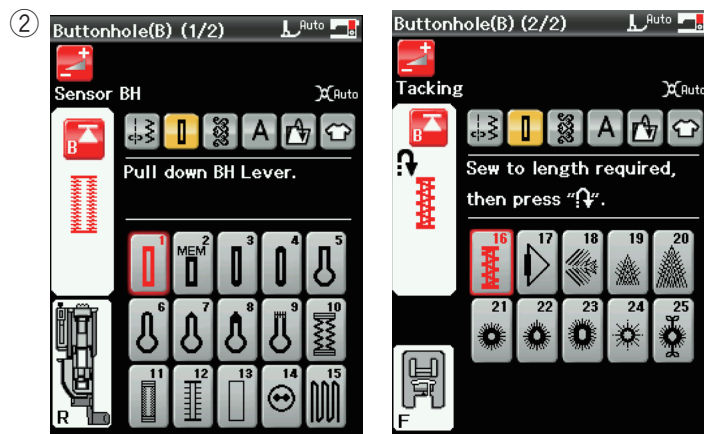 ②
Buttonhole(B) (1/2) Auto
Sensor BH Auto
B
A
Pull down BH Lever.
1 MEM 2 3 4 5
6 7 8 9 10
11 12 13 14 15
R
Buttonhole(B) (2/2) Auto
Tacking Auto
B
A
Sew to length required,
then press “ ”.
16 17 18 19 20
21 22 23 24 25
F